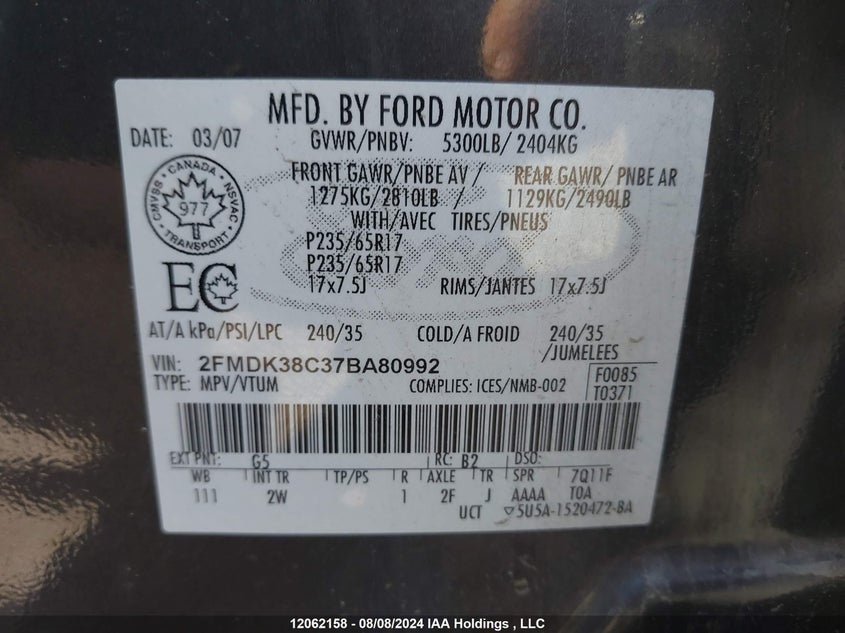 MFD. BY FORD MOTOR CO.
DATE: 03/07 GVWR/PNBV: 5300LB/ 2404KG
FRONT GAWR/PNBE AV / REAR GAWR/ PNBE AR
1275KG/2810LB / 1129KG/2490LB
WITH/AVEC TIRES/PNEUS
P235/65R17
P235/65R17
17x7.5J RIMS/JANTES 17x7.5J
CANADA
CMVSS 977 NSVAC
TRANSPORT
EC
AT/A kPa/PSI/LPC 240/35 COLD/A FROID 240/35
/JUMELEES
VIN: 2FMDK38C37BA80992
TYPE: MPV/VTUM COMPLIES: ICES/NMB-002
F0085
T0371
EXT PNT: G5 RC: B2 DSO:
WB INT TR TP/PS R AXLE TR SPR 7Q11F
111 2W 1 2F J AAAA TOA
UCT ▽5U5A-1520472-BA
12062158 - 08/08/2024 IAA Holdings , LLC